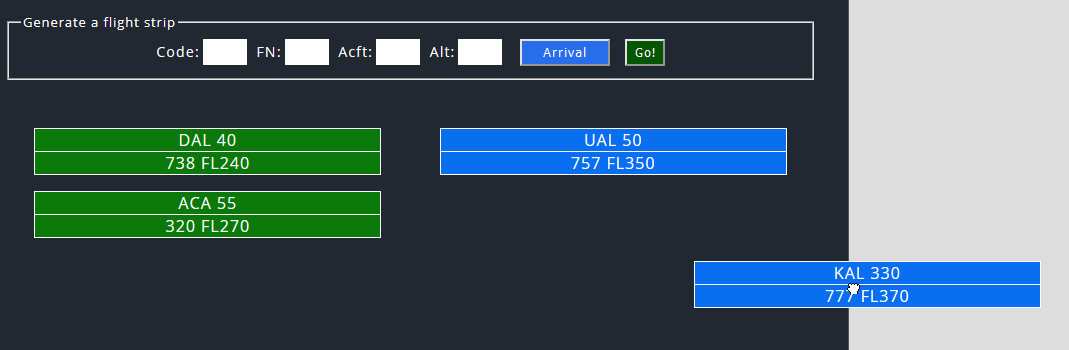 Generate a flight strip
Code: FN: Acft: Alt: Arrival Go!
DAL 40
738 FL240
UAL 50
757 FL350
ACA 55
320 FL270
KAL 330
777 FL370